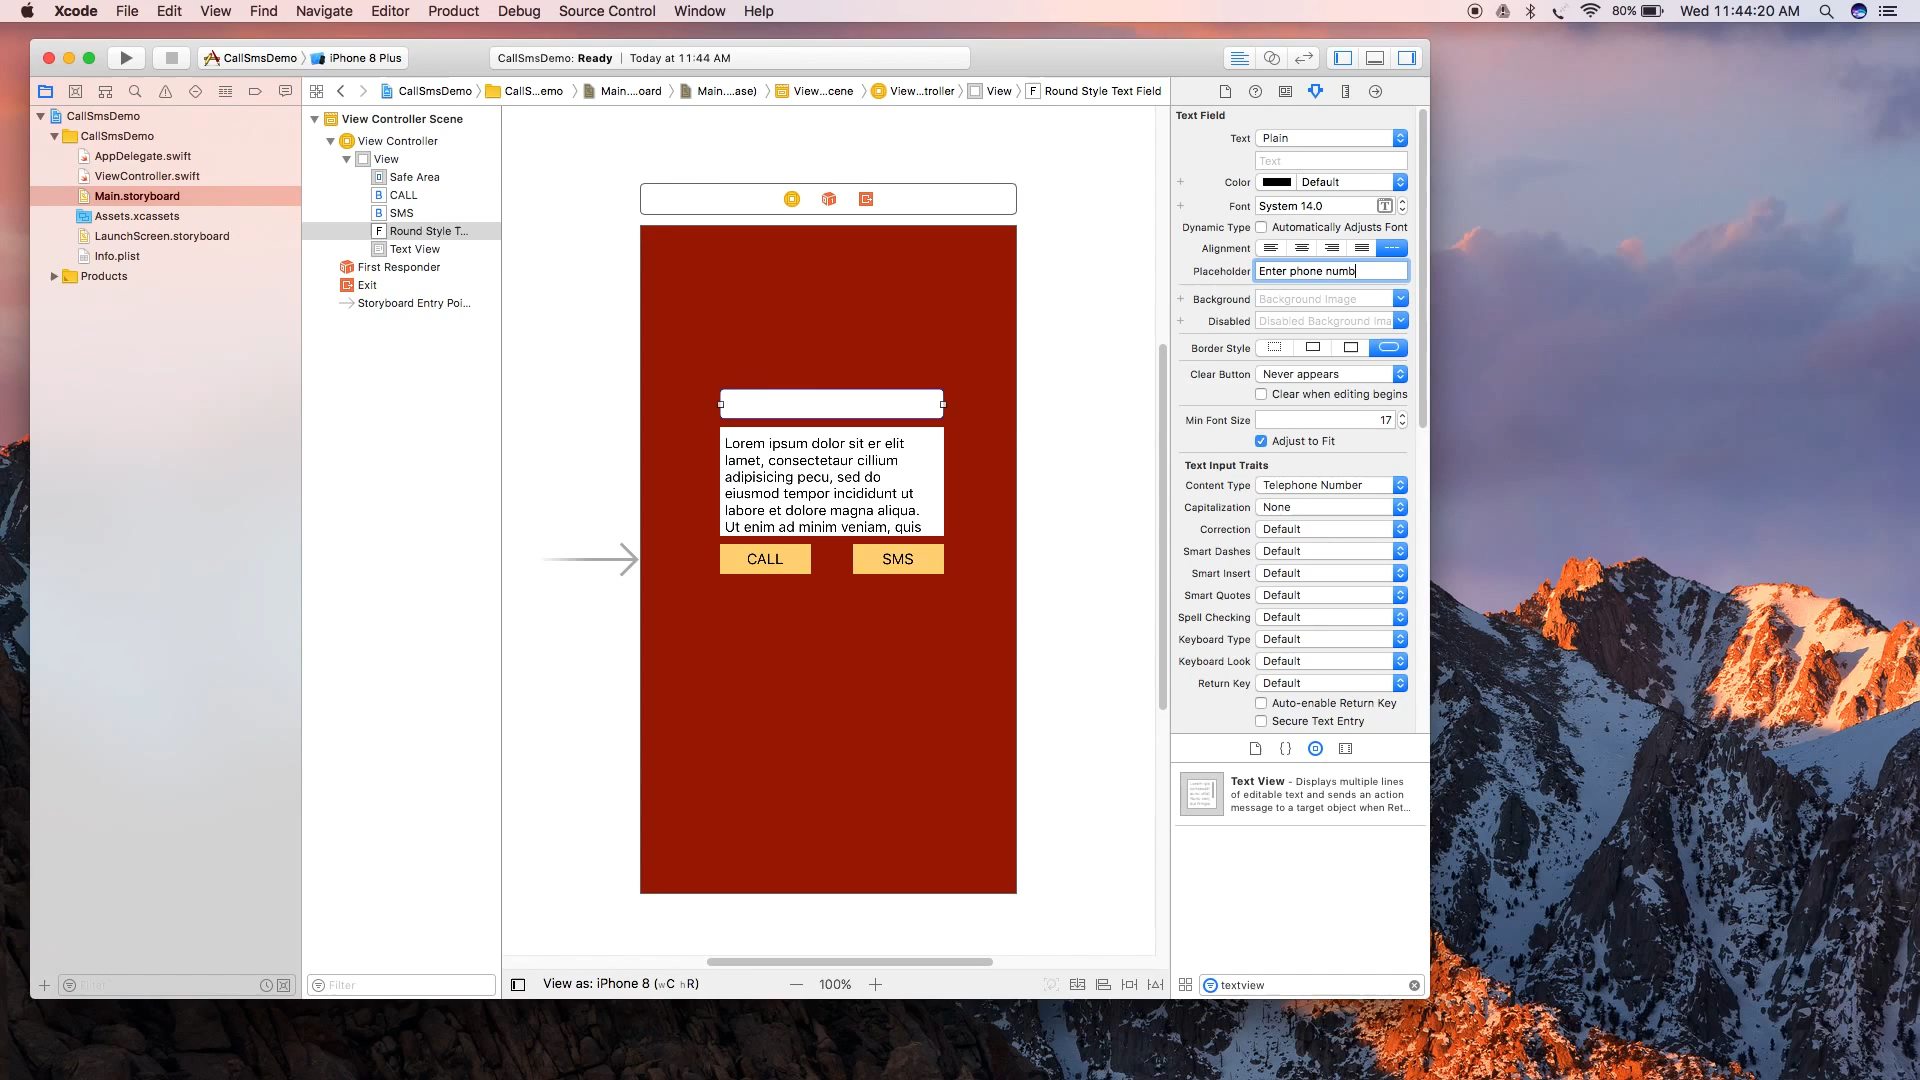 Xcode File Edit View Find Navigate Editor Product Debug Source Control Window Help
80% Wed 11:44:20 AM
CallSmsDemo iPhone 8 Plus
CallSmsDemo: Ready Today at 11:44 AM
CallSmsDemo
CallS...emo
Main....oard
Main....ase)
View...cene
View...troller
View
F Round Style Text Field
CallSmsDemo
CallSmsDemo
AppDelegate.swift
ViewController.swift
Main.storyboard
Assets.xcassets
LaunchScreen.storyboard
Info.plist
Products
Filter
View Controller Scene
View Controller
View
Safe Area
B CALL
B SMS
F Round Style T...
Text View
First Responder
Exit
Storyboard Entry Poi...
Filter
Lorem ipsum dolor sit er elit
lamet, consectetaur cillium
adipisicing pecu, sed do
eiusmod tempor incididunt ut
labore et dolore magna aliqua.
Ut enim ad minim veniam, quis
CALL
SMS
View as: iPhone 8 (wC hR)
100%
Text Field
Text Plain
Text
Color Default
Font System 14.0
Dynamic Type Automatically Adjusts Font
Alignment
Placeholder Enter phone numb
Background Background Image
Disabled Disabled Background Ima
Border Style
Clear Button Never appears
Clear when editing begins
Min Font Size 17
Adjust to Fit
Text Input Traits
Content Type Telephone Number
Capitalization None
Correction Default
Smart Dashes Default
Smart Insert Default
Smart Quotes Default
Spell Checking Default
Keyboard Type Default
Keyboard Look Default
Return Key Default
Auto-enable Return Key
Secure Text Entry
Text View - Displays multiple lines
of editable text and sends an action
message to a target object when Ret...
textview